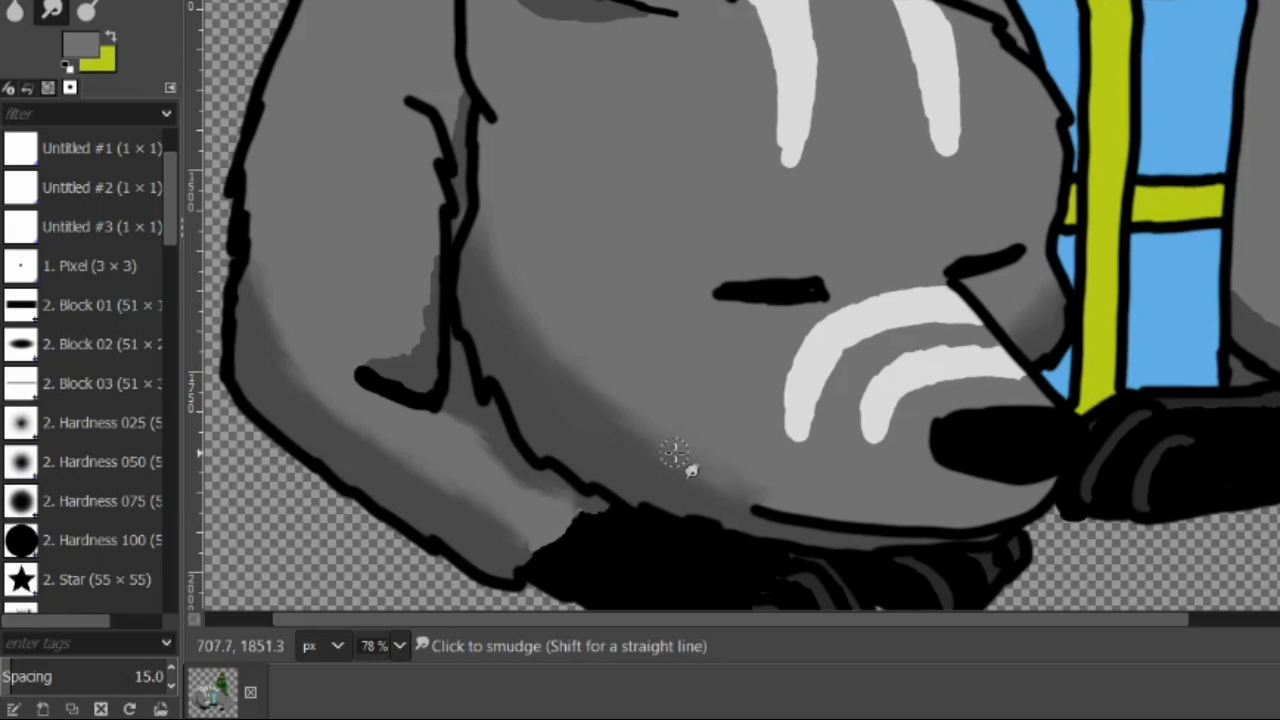 filter
Untitled #1 (1 × 1)
Untitled #2 (1 × 1)
Untitled #3 (1 × 1)
1. Pixel (3 × 3)
2. Block 01 (51 × 1
2. Block 02 (51 × 2
2. Block 03 (51 × 3
2. Hardness 025 (5
2. Hardness 050 (5
2. Hardness 075 (5
2. Hardness 100 (5
2. Star (55 × 55)
enter tags
Spacing 15.0
707.7, 1851.3 px 78 % Click to smudge (Shift for a straight line)